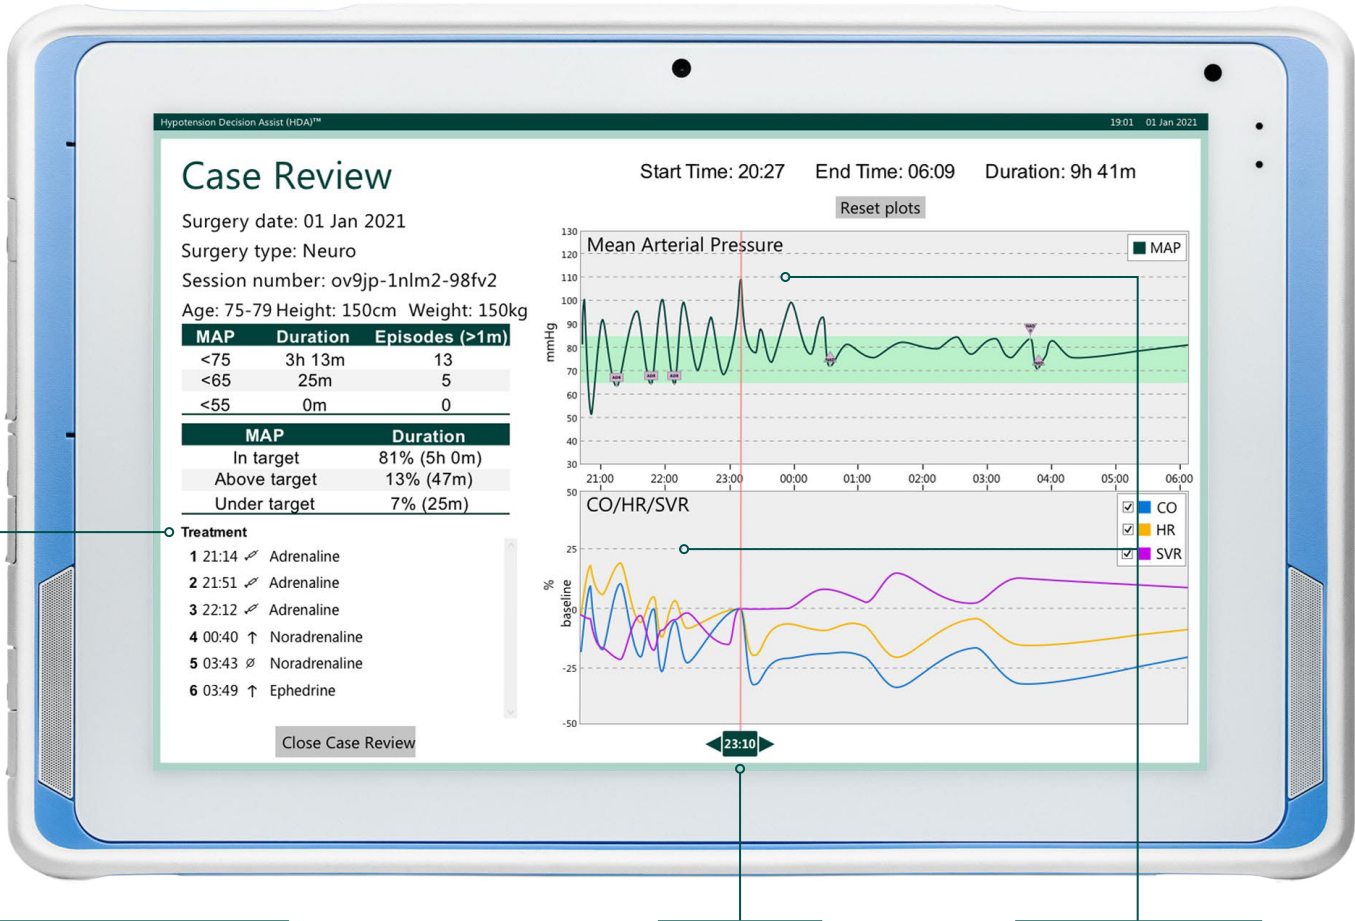 Hypotension Decision Assist (HDA)™ 19:01 01 Jan 2021
Case Review
Start Time: 20:27 End Time: 06:09 Duration: 9h 41m
Reset plots
Surgery date: 01 Jan 2021
Surgery type: Neuro
Session number: ov9jp-1nlm2-98fv2
Age: 75-79 Height: 150cm Weight: 150kg
MAP Duration Episodes (>1m)
<75 3h 13m 13
<65 25m 5
<55 0m 0
MAP Duration
In target 81% (5h 0m)
Above target 13% (47m)
Under target 7% (25m)
Treatment
1 21:14 Adrenaline
2 21:51 Adrenaline
3 22:12 Adrenaline
4 00:40 ↑ Noradrenaline
5 03:43 Ø Noradrenaline
6 03:49 ↑ Ephedrine
Close Case Review
Mean Arterial Pressure
MAP
mmHg
130
120
110
100
90
80
70
60
50
40
30
ADR ADR ADR
21:00 22:00 23:00 00:00 01:00 02:00 03:00 04:00 05:00 06:00
CO/HR/SVR
CO
HR
SVR
% baseline
50
25
0
-25
-50
23:10